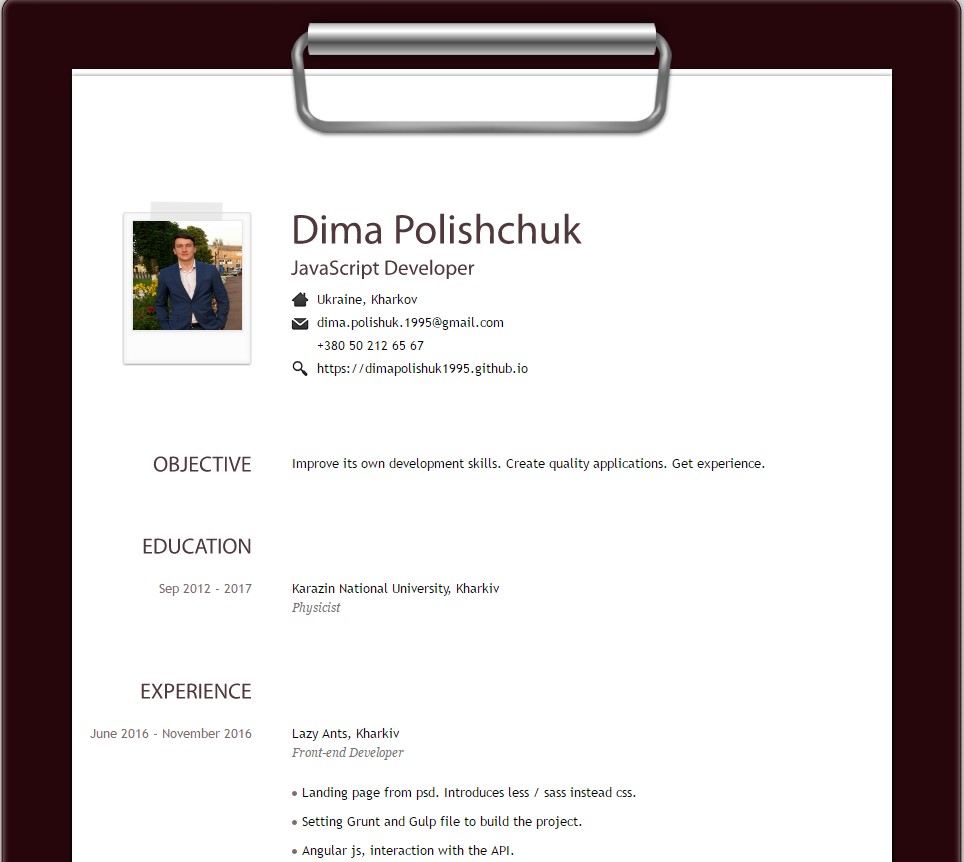 Dima Polishchuk
JavaScript Developer
Ukraine, Kharkov
dima.polishuk.1995@gmail.com
+380 50 212 65 67
https://dimapolishuk1995.github.io
OBJECTIVE
Improve its own development skills. Create quality applications. Get experience.
EDUCATION
Sep 2012 - 2017
Karazin National University, Kharkiv
Physicist
EXPERIENCE
June 2016 - November 2016
Lazy Ants, Kharkiv
Front-end Developer
• Landing page from psd. Introduces less / sass instead css.
• Setting Grunt and Gulp file to build the project.
• Angular js, interaction with the API.